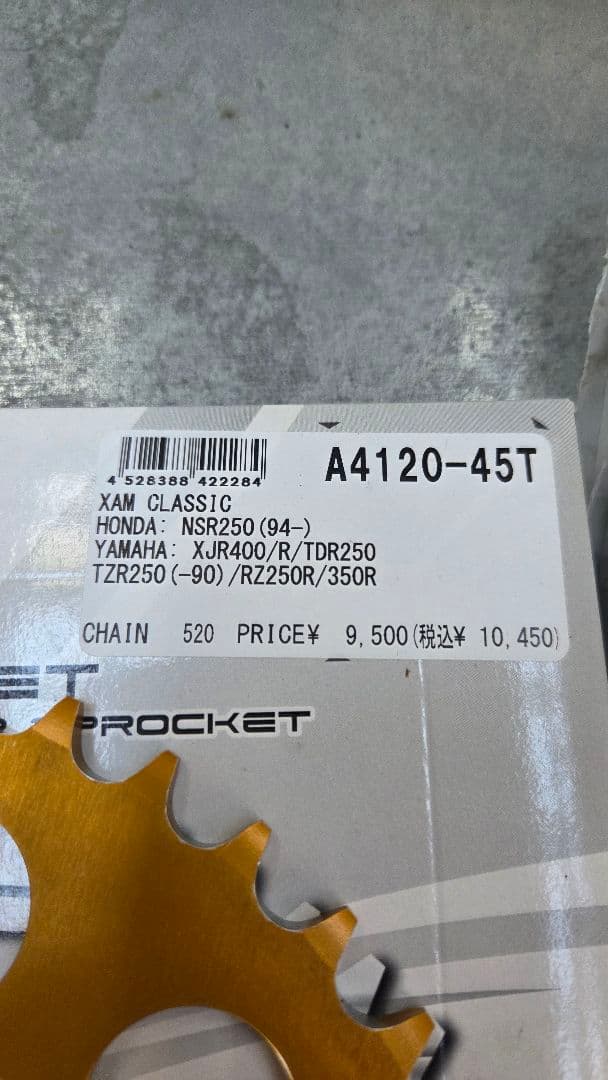 A4120-45T
4 528388 422284
XAM CLASSIC
HONDA: NSR250(94-)
YAMAHA: XJR400/R/TDR250
TZR250(-90)/RZ250R/350R
CHAIN 520 PRICE¥ 9,500(税込¥ 10,450)